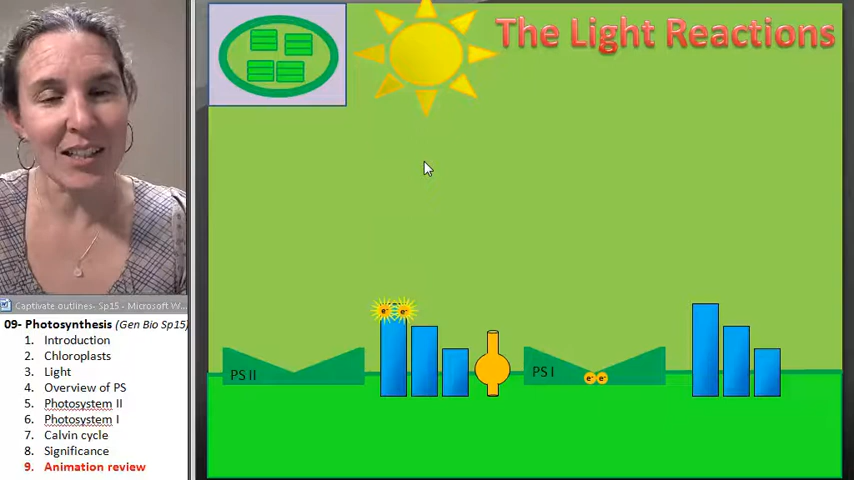 The Light Reactions
e- e-
PS II
PS I
e- e-
Captivate outlines- Sp15 - Microsoft W...
09- Photosynthesis (Gen Bio Sp15)
1. Introduction
2. Chloroplasts
3. Light
4. Overview of PS
5. Photosystem II
6. Photosystem I
7. Calvin cycle
8. Significance
9. Animation review